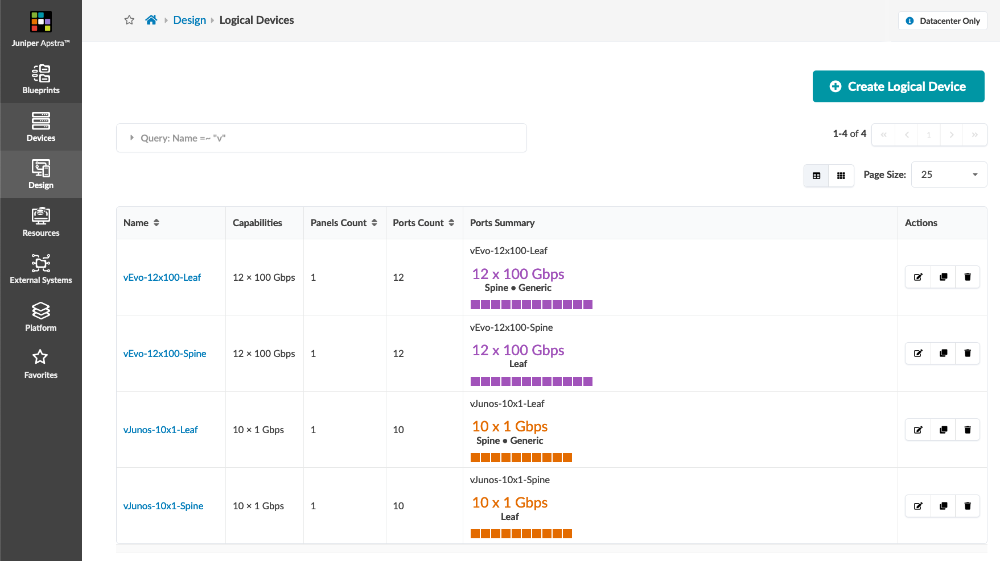 Juniper Apstra™
Blueprints
Devices
Design
Resources
External Systems
Platform
Favorites
Design
Logical Devices
Datacenter Only
Create Logical Device
Query: Name =~ "v"
1-4 of 4
« ‹ 1 › »
Page Size: 25
Name Capabilities Panels Count Ports Count Ports Summary Actions
vEvo-12x100-Leaf
12 x 100 Gbps
Spine • Generic
vEvo-12x100-Leaf 12 × 100 Gbps 1 12
vEvo-12x100-Spine
12 x 100 Gbps
Leaf
vEvo-12x100-Spine 12 × 100 Gbps 1 12
vJunos-10x1-Leaf
10 x 1 Gbps
Spine • Generic
vJunos-10x1-Leaf 10 × 1 Gbps 1 10
vJunos-10x1-Spine
10 x 1 Gbps
Leaf
vJunos-10x1-Spine 10 × 1 Gbps 1 10